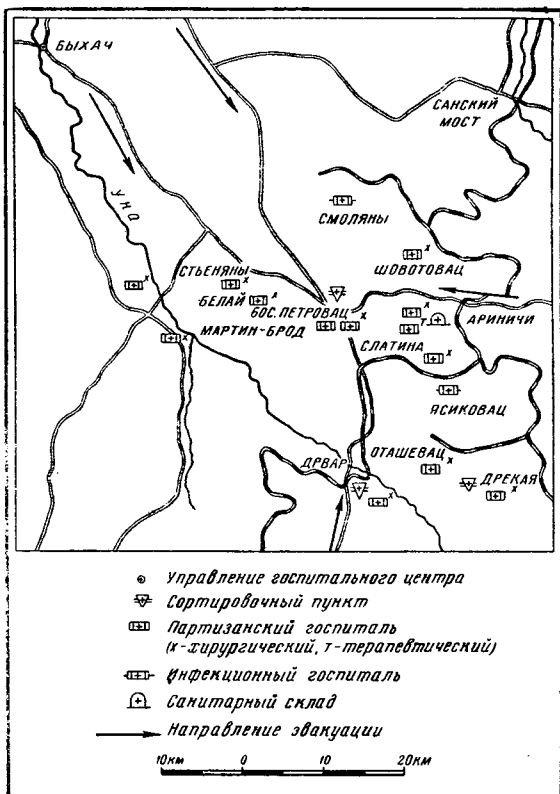 БЫХАЧ
САНСКИЙ
МОСТ
Уна
СМОЛЯНЫ
х
ШОВОТОВАЦ
х
СТЬЕНЯНЫ
х
БЕЛАЙ
х
БОС. ПЕТРОВАЦ
х
х
т
АРИНИЧИ
МАРТИН-БРОД
х
СЛАТИНА
х
ЯСИКОВАЦ
ОТАШЕВАЦ
х
ДРВАР
ДРЕКАЯ
х
х
Управление госпитального центра
Сортировочный пункт
Партизанский госпиталь
(х-хирургический, т-терапевтический)
Инфекционный госпиталь
Санитарный склад
Направление эвакуации
10км 0 10 20км